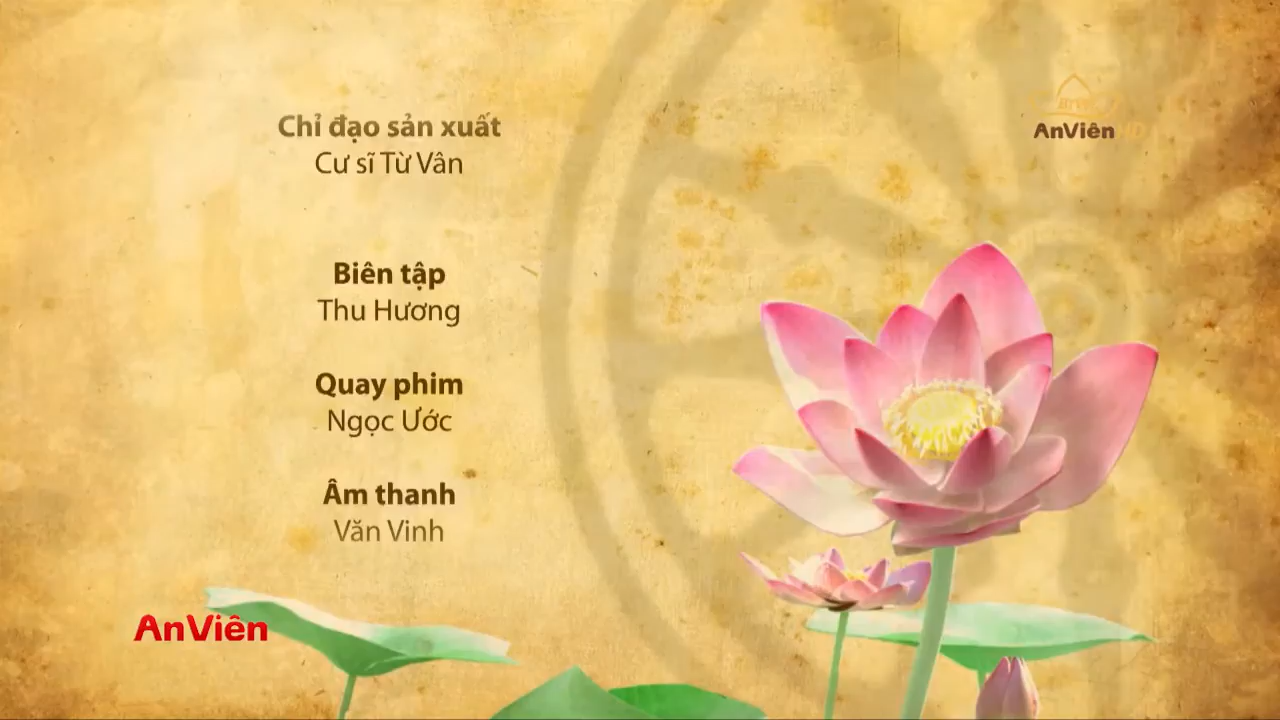 Chỉ đạo sản xuất
Cư sĩ Từ Vân
AnViên HD
Biên tập
Thu Hương
Quay phim
Ngọc Ước
Âm thanh
Văn Vinh
AnViên